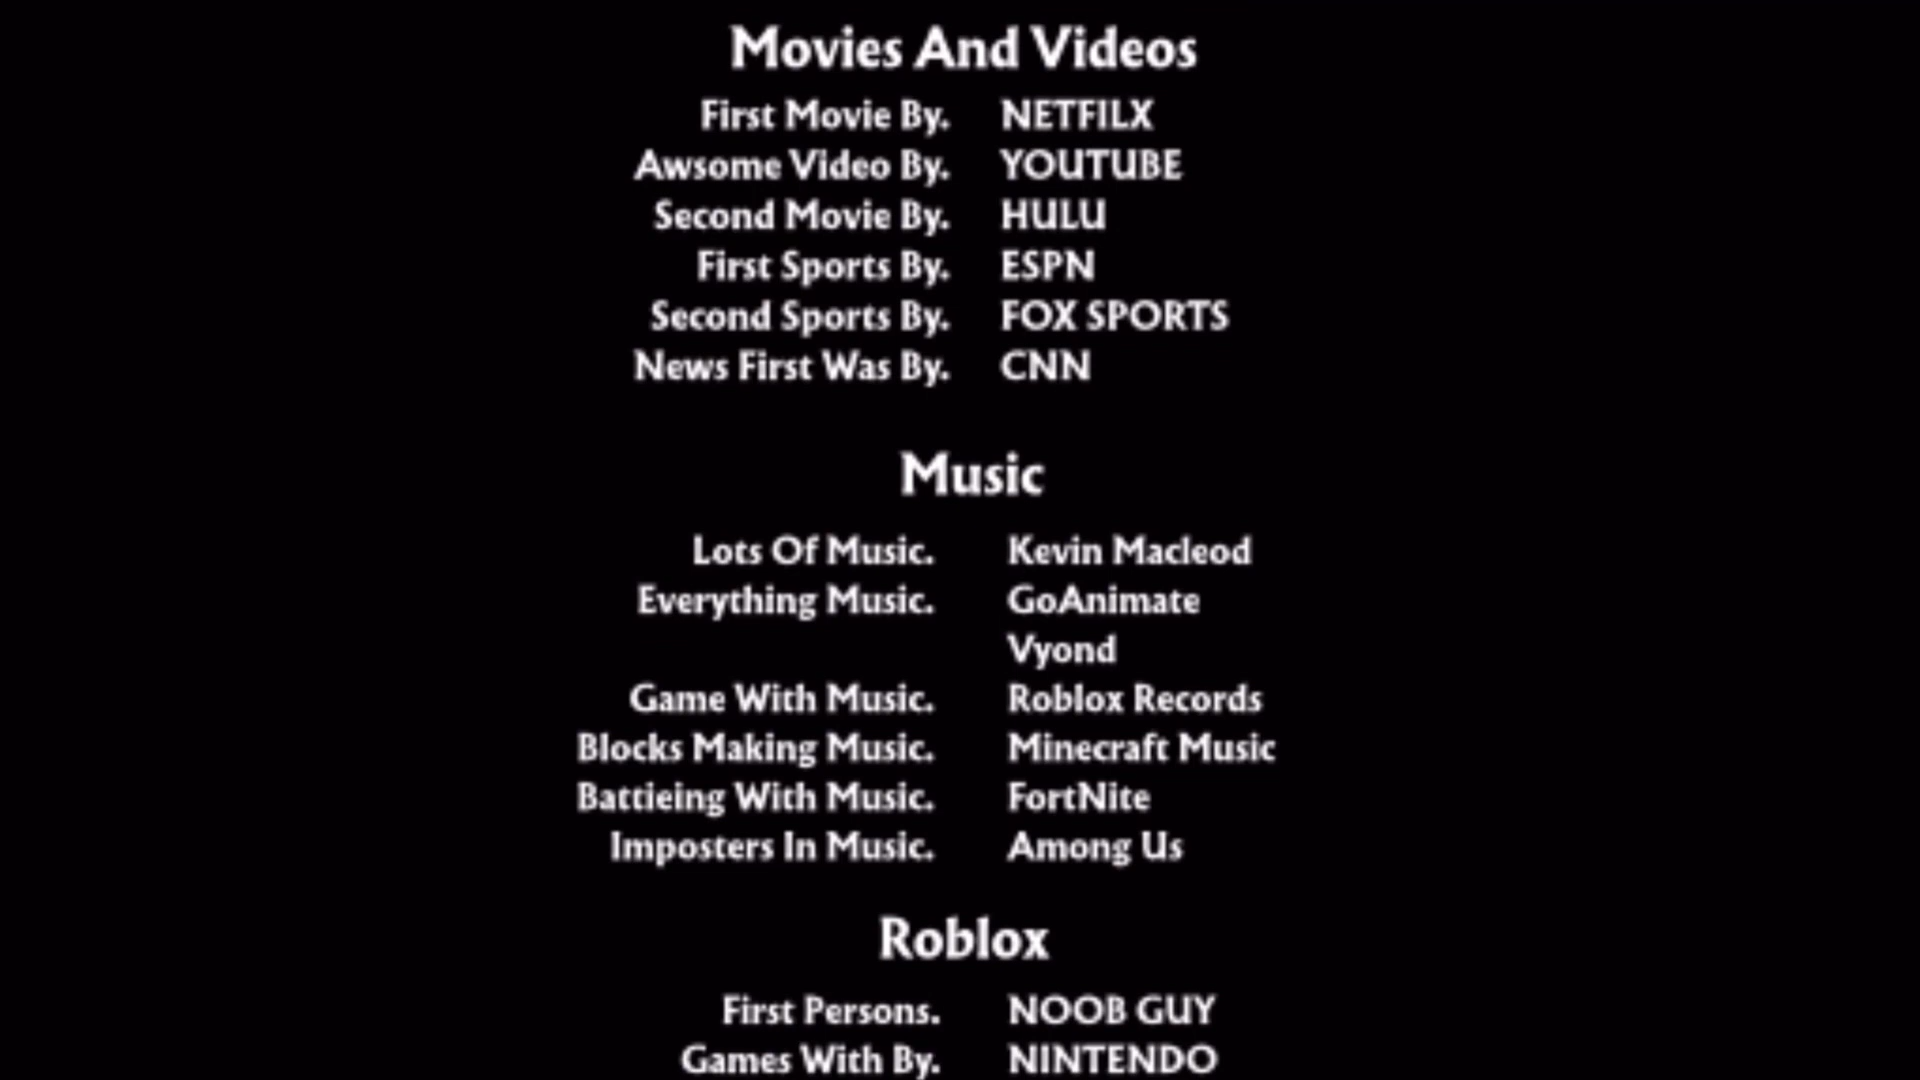 Movies And Videos
First Movie By. NETFILX
Awsome Video By. YOUTUBE
Second Movie By. HULU
First Sports By. ESPN
Second Sports By. FOX SPORTS
News First Was By. CNN
Music
Lots Of Music. Kevin Macleod
Everything Music. GoAnimate
Vyond
Game With Music. Roblox Records
Blocks Making Music. Minecraft Music
Battieing With Music. FortNite
Imposters In Music. Among Us
Roblox
First Persons. NOOB GUY
Games With By. NINTENDO